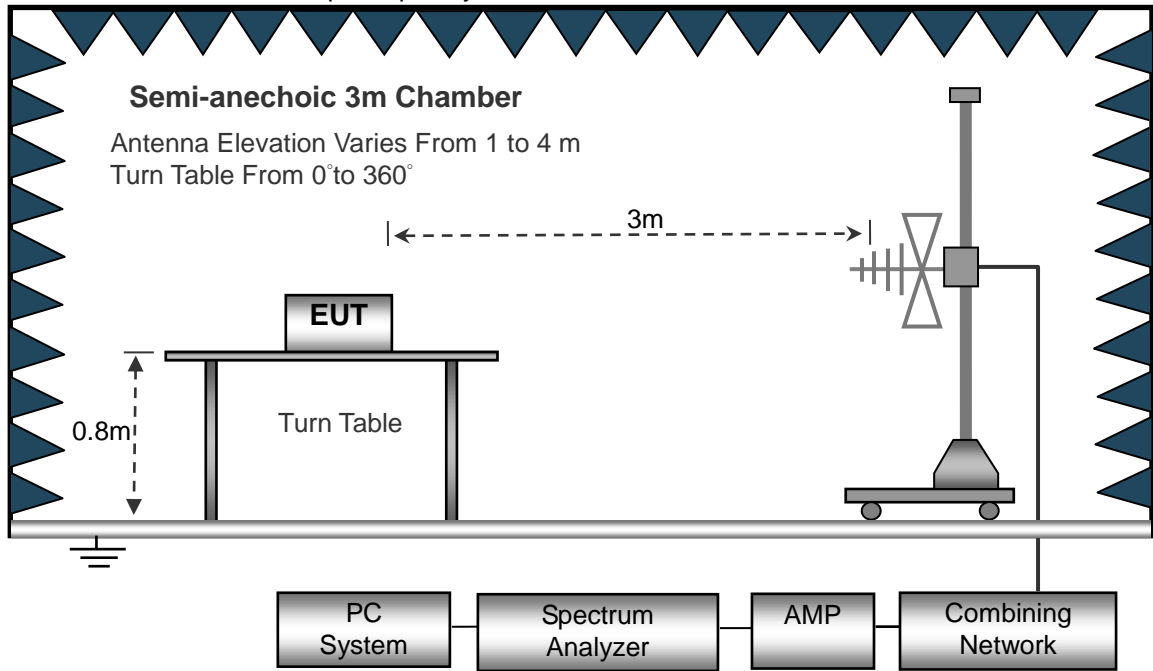 Semi-anechoic 3m Chamber
Antenna Elevation Varies From 1 to 4 m
Turn Table From 0°to 360°
3m
EUT
0.8m
Turn Table
PC
System
Spectrum
Analyzer
AMP
Combining
Network